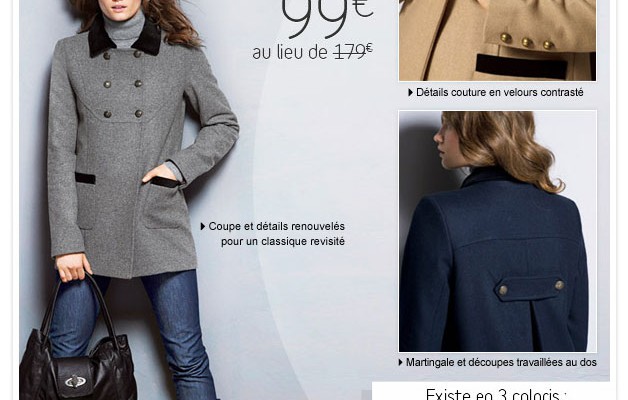 99€
au lieu de 179€
Détails couture en velours contrasté
Coupe et détails renouvelés
pour un classique revisité
Martingale et découpes travaillées au dos
Existe en 3 coloris :